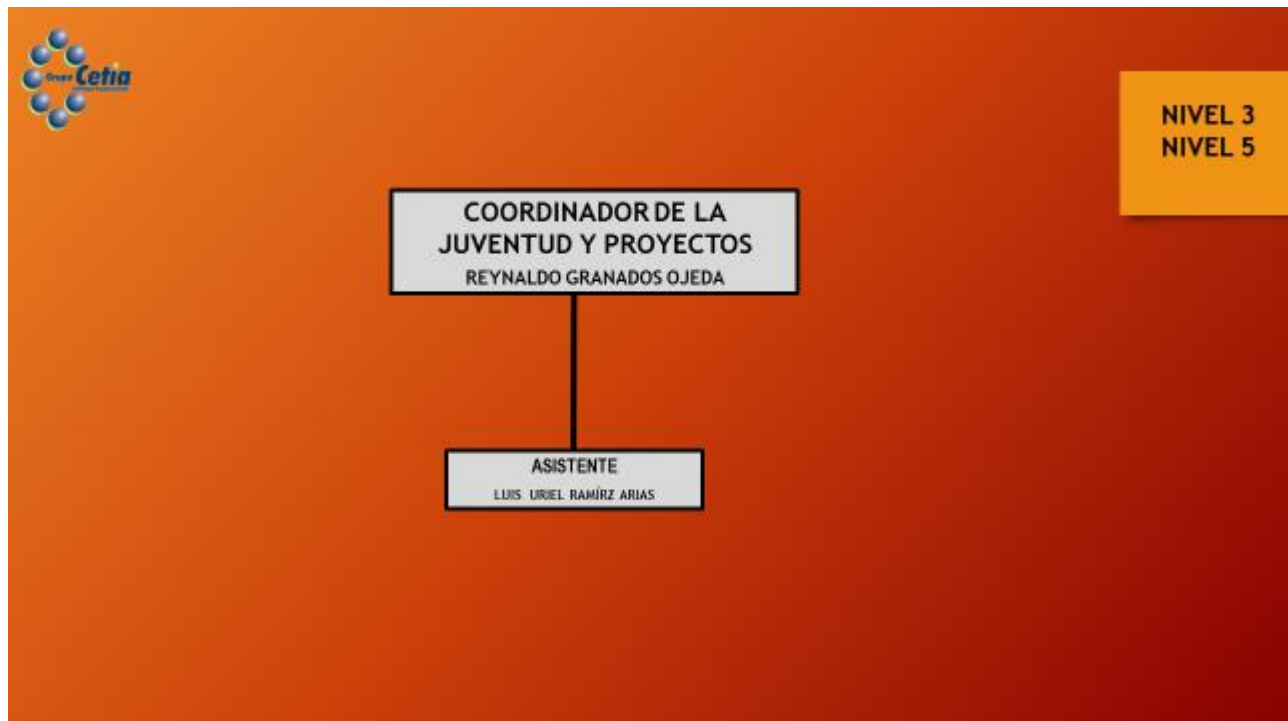 Grupo Cetia
NIVEL 3
NIVEL 5
COORDINADOR DE LA
JUVENTUD Y PROYECTOS
REYNALDO GRANADOS OJEDA
ASISTENTE
LUIS URIEL RAMÍRZ ARIAS